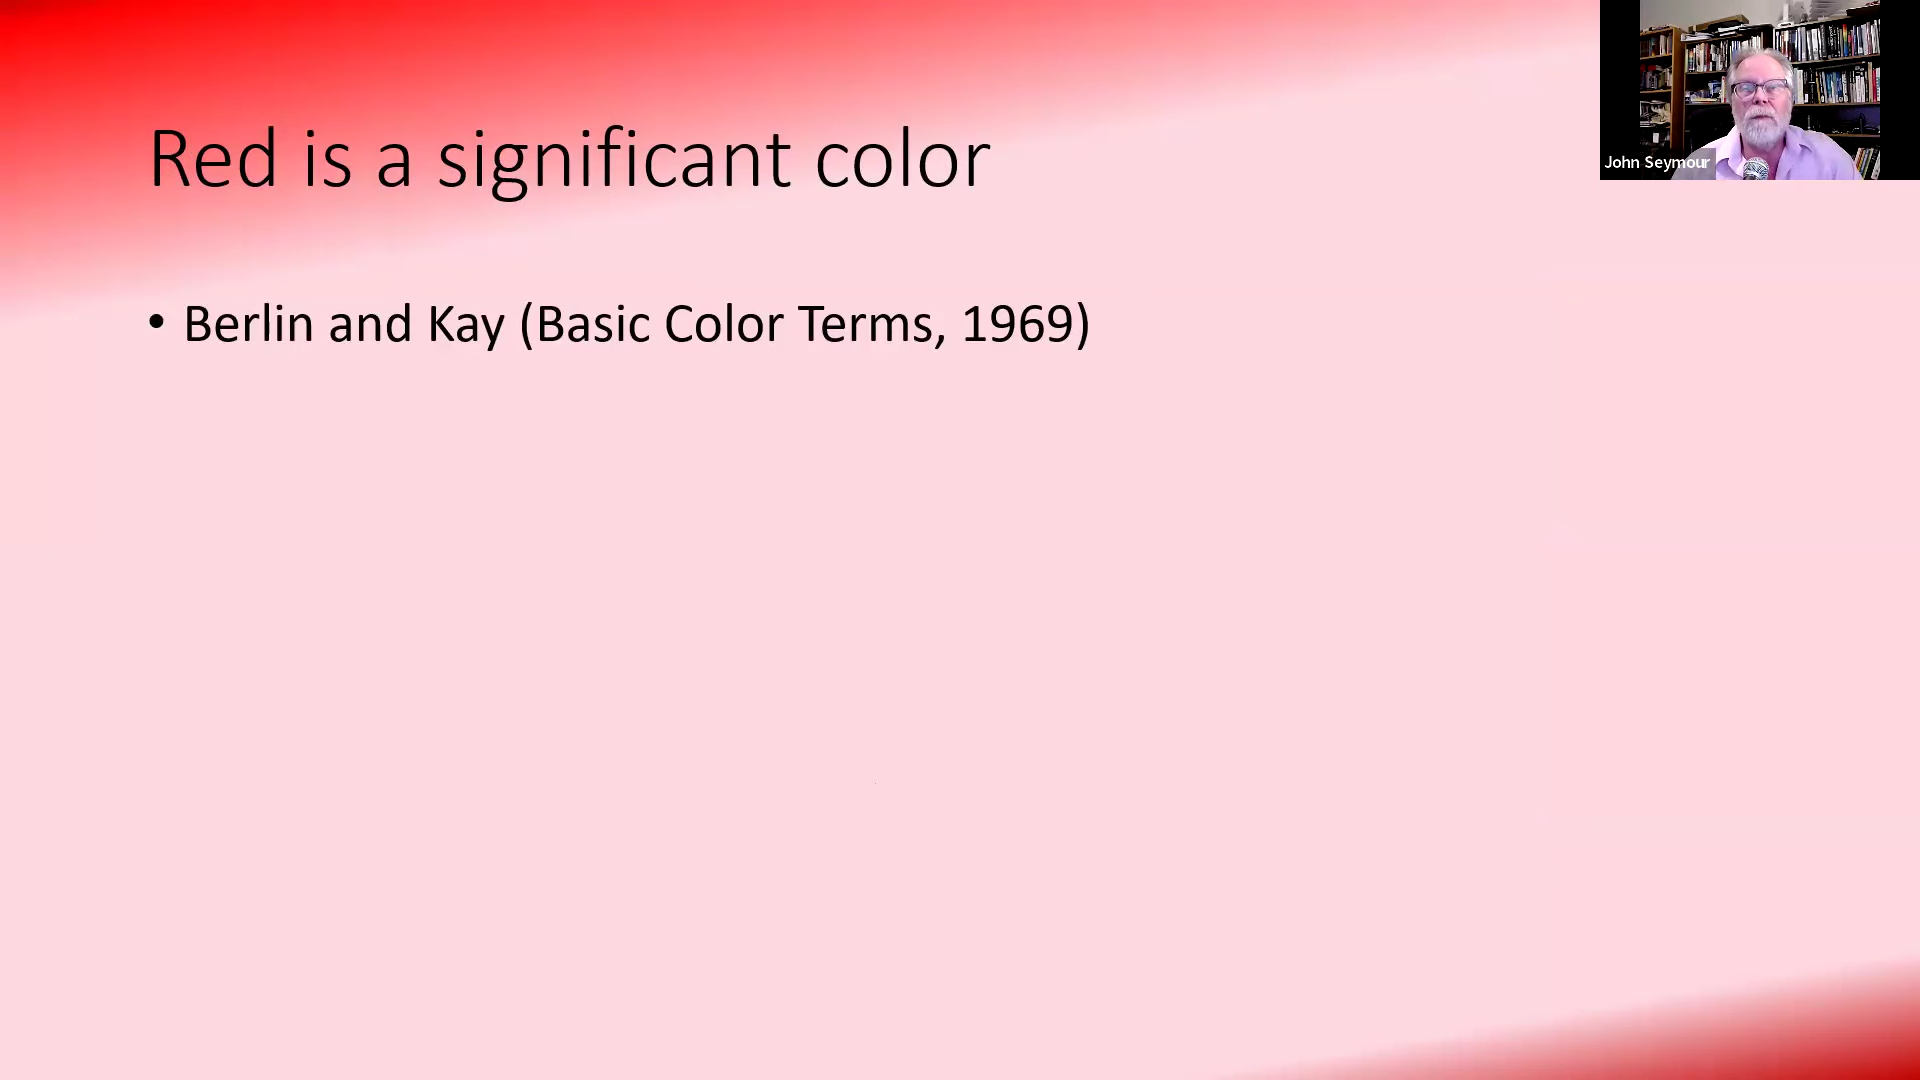 Red is a significant color
• Berlin and Kay (Basic Color Terms, 1969)
John Seymour